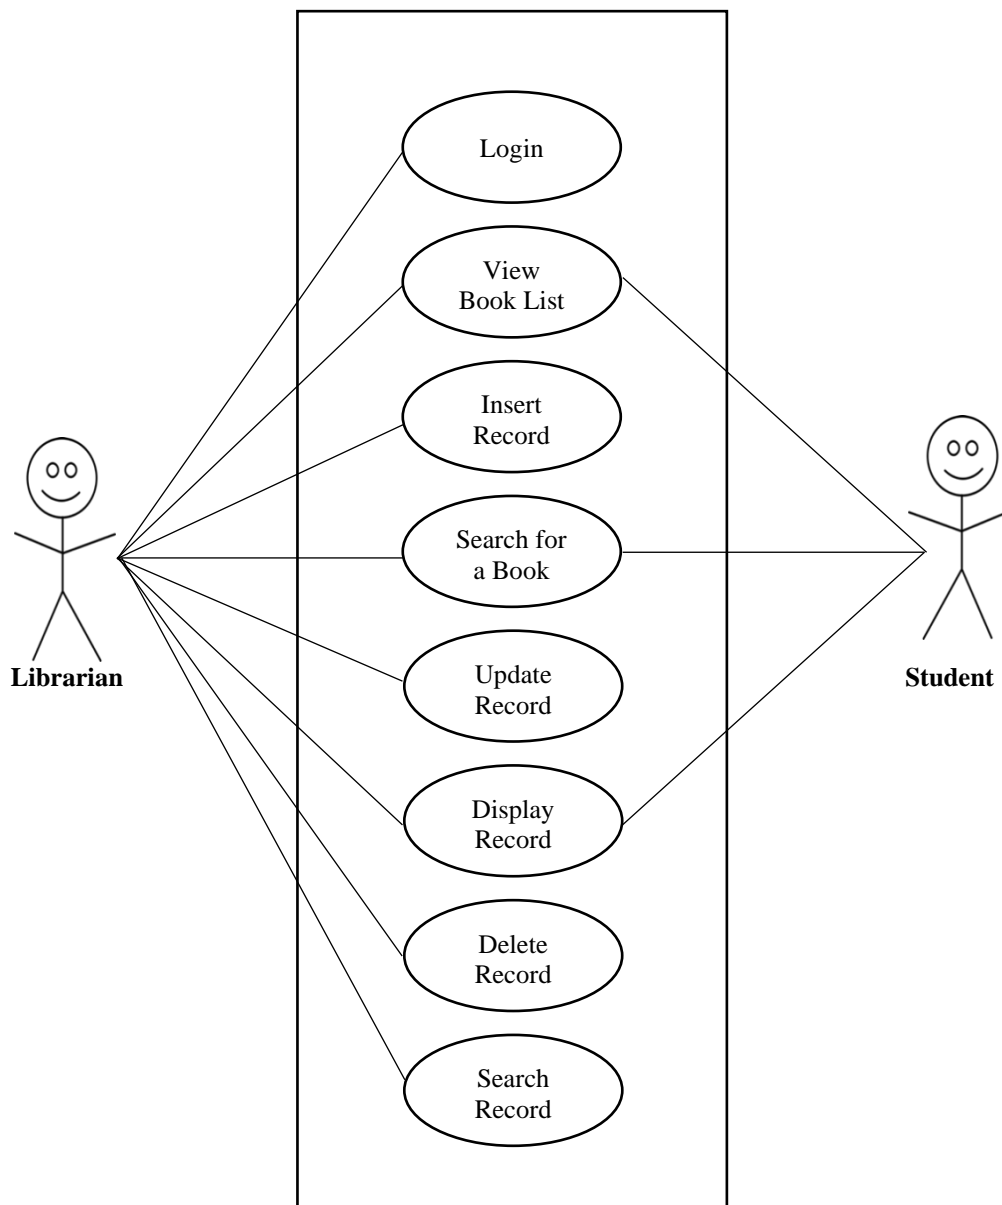 Login
View
Book List
Insert
Record
Search for
a Book
Update
Record
Librarian
Student
Display
Record
Delete
Record
Search
Record